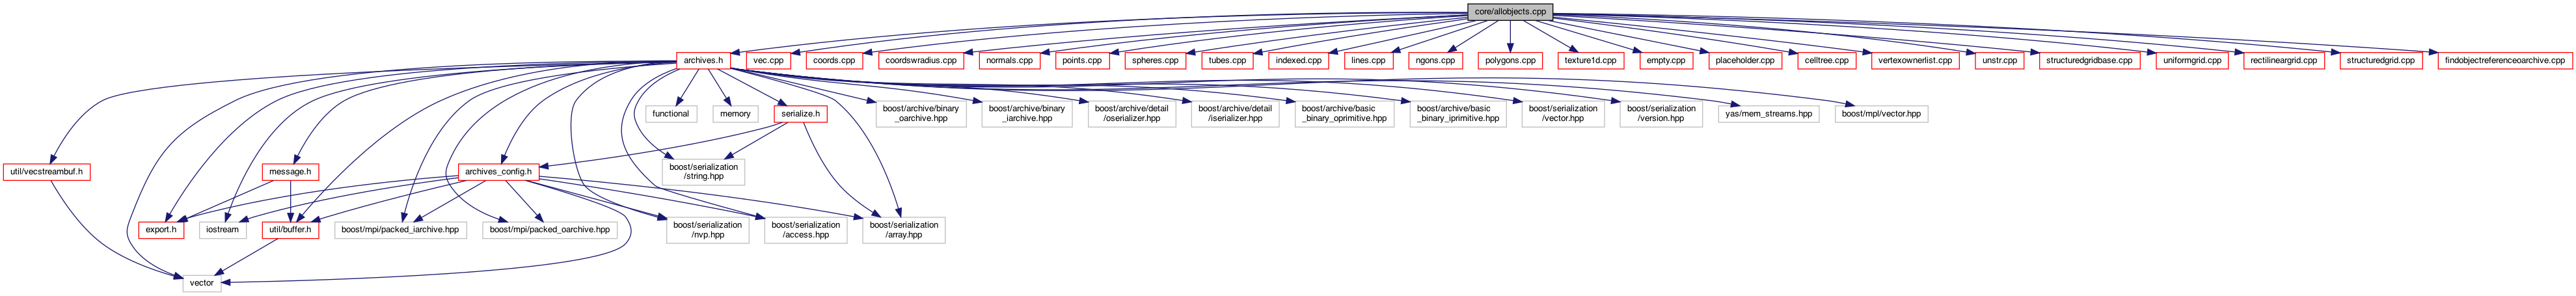 core/allobjects.cpp
archives.h
vec.cpp
coords.cpp
coordswradius.cpp
normals.cpp
points.cpp
spheres.cpp
tubes.cpp
indexed.cpp
lines.cpp
ngons.cpp
polygons.cpp
texture1d.cpp
empty.cpp
placeholder.cpp
celltree.cpp
vertexownerlist.cpp
unstr.cpp
structuredgridbase.cpp
uniformgrid.cpp
rectilineargrid.cpp
structuredgrid.cpp
findobjectreferencearchive.cpp
functional
memory
serialize.h
boost/archive/binary
_oarchive.hpp
boost/archive/binary
_iarchive.hpp
boost/archive/detail
/oserializer.hpp
boost/archive/detail
/iserializer.hpp
boost/archive/basic
_binary_oprimitive.hpp
boost/archive/basic
_binary_iprimitive.hpp
boost/serialization
/vector.hpp
boost/serialization
/version.hpp
yas/mem_streams.hpp
boost/mpl/vector.hpp
util/vecstreambuf.h
message.h
archives_config.h
boost/serialization
/string.hpp
export.h
iostream
util/buffer.h
boost/mpi/packed_iarchive.hpp
boost/mpi/packed_oarchive.hpp
boost/serialization
/nvp.hpp
boost/serialization
/access.hpp
boost/serialization
/array.hpp
vector